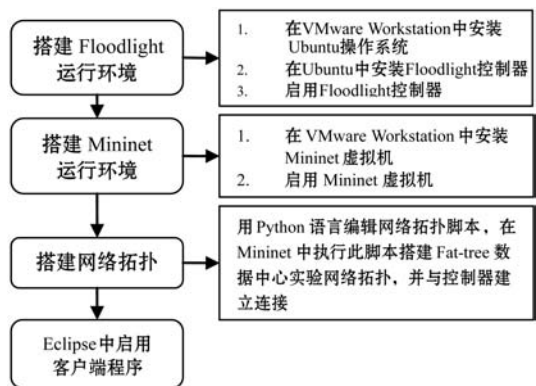 搭建 Floodlight
运行环境
1. 在VMware Workstation中安装
Ubuntu操作系统
2. 在Ubuntu中安装Floodlight控制器
3. 启用Floodlight控制器
搭建 Mininet
运行环境
1. 在 VMware Workstation 中安装
Mininet 虚拟机
2. 启用 Mininet 虚拟机
搭建网络拓扑
用 Python 语言编辑网络拓扑脚本，在
Mininet 中执行此脚本搭建 Fat-tree 数
据中心实验网络拓扑，并与控制器建
立连接
Eclipse中启用
客户端程序